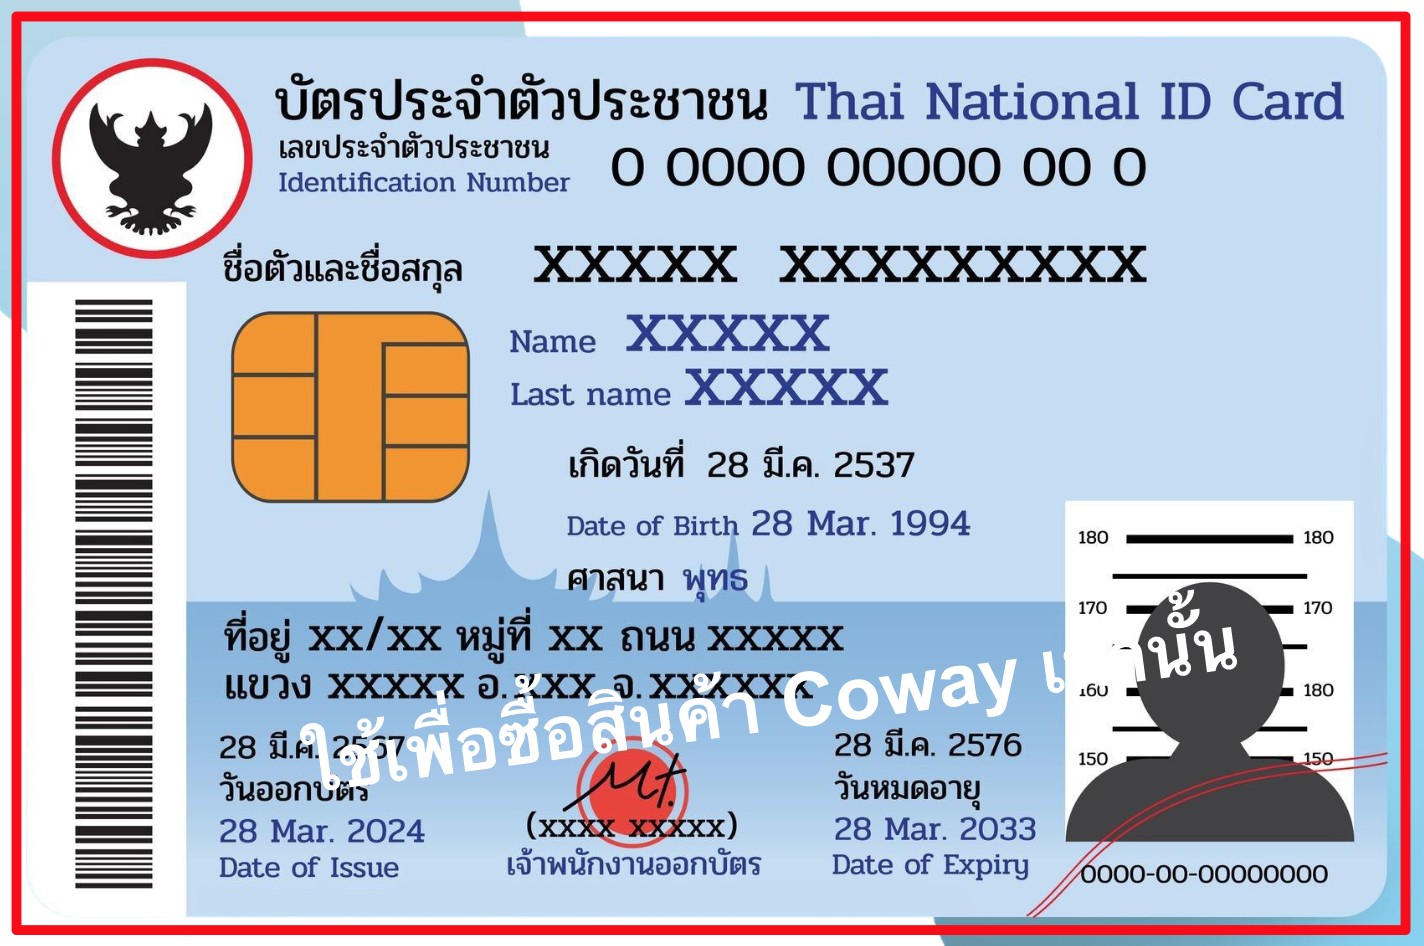 บัตรประจำตัวประชาชน Thai National ID Card
เลขประจำตัวประชาชน
Identification Number 0 0000 00000 00 0
ชื่อตัวและชื่อสกุล XXXXX XXXXXXXXX
Name XXXXX
Last name XXXXX
เกิดวันที่ 28 มี.ค. 2537
Date of Birth 28 Mar. 1994
ศาสนา พุทธ
ที่อยู่ XX/XX หมู่ที่ XX ถนน XXXXX
แขวง XXXXX อ.XXX จ.XXXXXX
ใช้เพื่อซื้อสินค้า Coway เท่านั้น
28 มี.ค. 2567
วันออกบัตร
28 Mar. 2024
Date of Issue
(xxxx xxxxx)
เจ้าพนักงานออกบัตร
28 มี.ค. 2576
วันหมดอายุ
28 Mar. 2033
Date of Expiry
180 180
170 170
160 180
150 150
0000-00-00000000